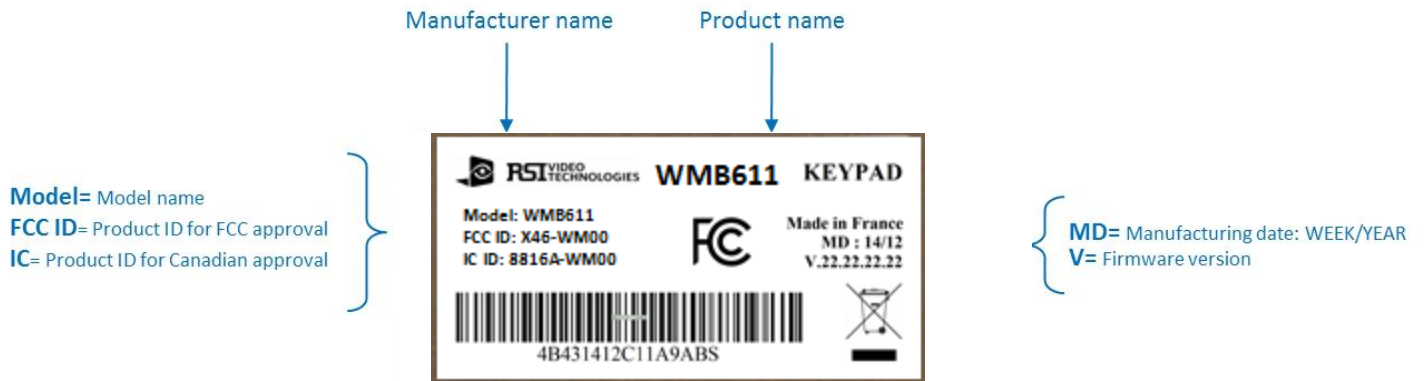 Manufacturer name
Product name
RSI VIDEO TECHNOLOGIES WMB611 KEYPAD
Model= Model name
FCC ID= Product ID for FCC approval
IC= Product ID for Canadian approval
Model: WMB611
FCC ID: X46-WM00
IC ID: 8816A-WM00
FC
Made in France
MD : 14/12
V.22.22.22.22
MD= Manufacturing date: WEEK/YEAR
V= Firmware version
4B431412C11A9ABS